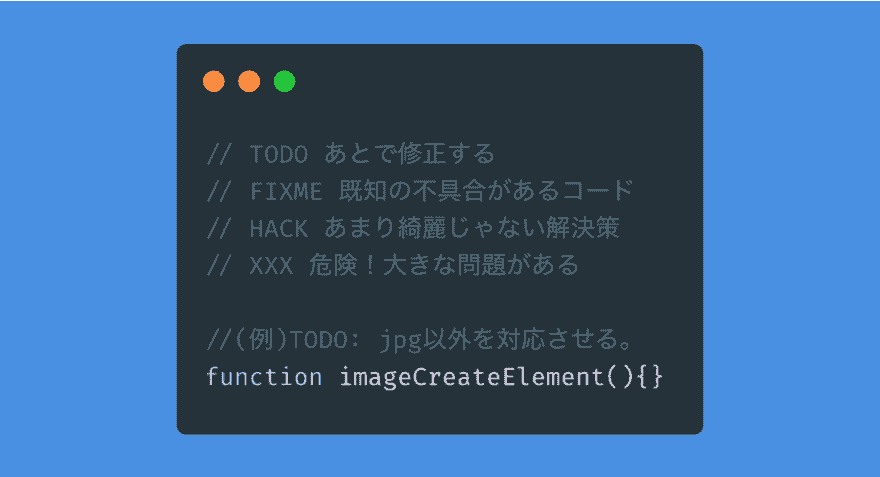 // TODO あとで修正する
// FIXME 既知の不具合があるコード
// HACK あまり綺麗じゃない解決策
// XXX 危険！大きな問題がある
//(例)TODO: jpg以外を対応させる。
function imageCreateElement(){}